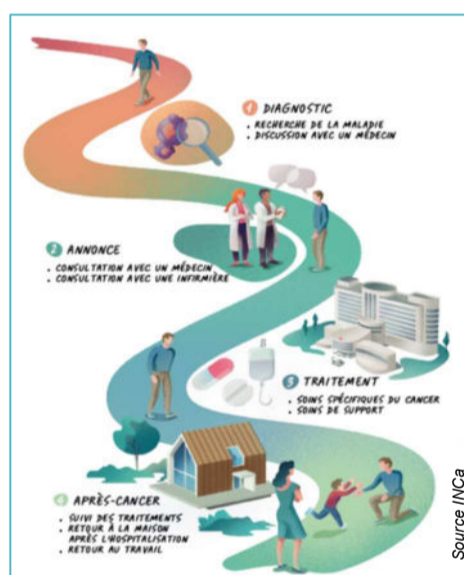 1 DIAGNOSTIC
. RECHERCHE DE LA MALADIE
. DISCUSSION AVEC UN MÉDECIN
2 ANNONCE
. CONSULTATION AVEC UN MÉDECIN
. CONSULTATION AVEC UNE INFIRMIÈRE
3 TRAITEMENT
. SOINS SPÉCIFIQUES DU CANCER
. SOINS DE SUPPORT
4 APRÈS-CANCER
. SUIVI DES TRAITEMENTS
. RETOUR À LA MAISON
APRÈS L'HOSPITALISATION
. RETOUR AU TRAVAIL
Source INCa